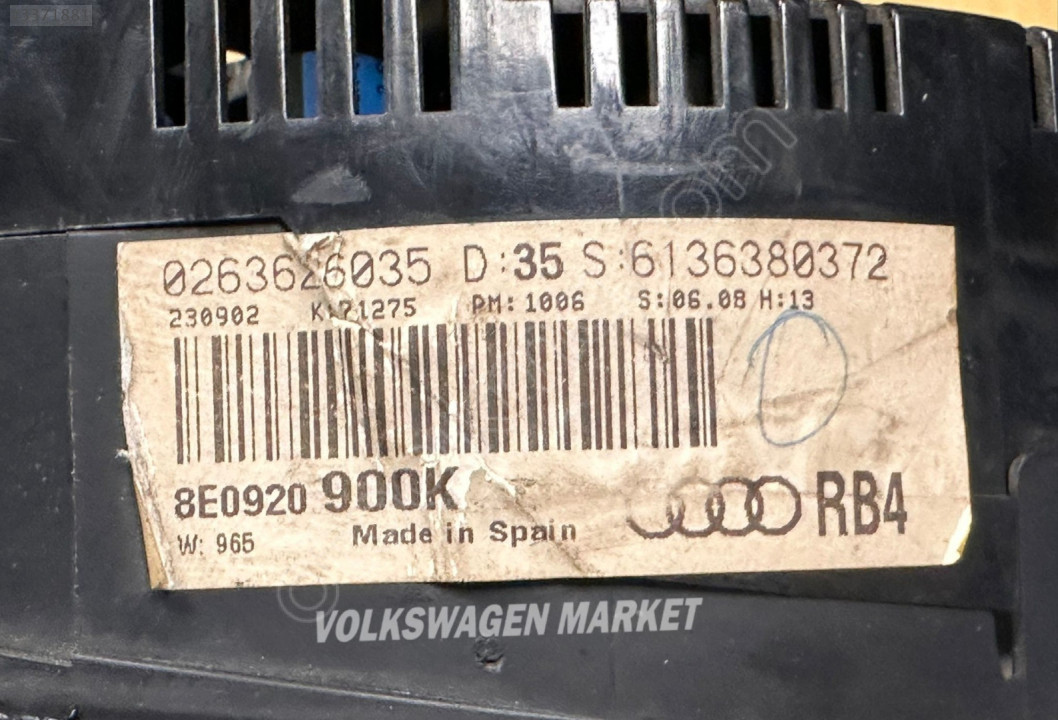 0263626035 D:35 S:6136380372
230902 K:71275 PM:1006 S:06.08 H:13
8E0920 900K
RB4
W: 965 Made in Spain
VOLKSWAGEN MARKET